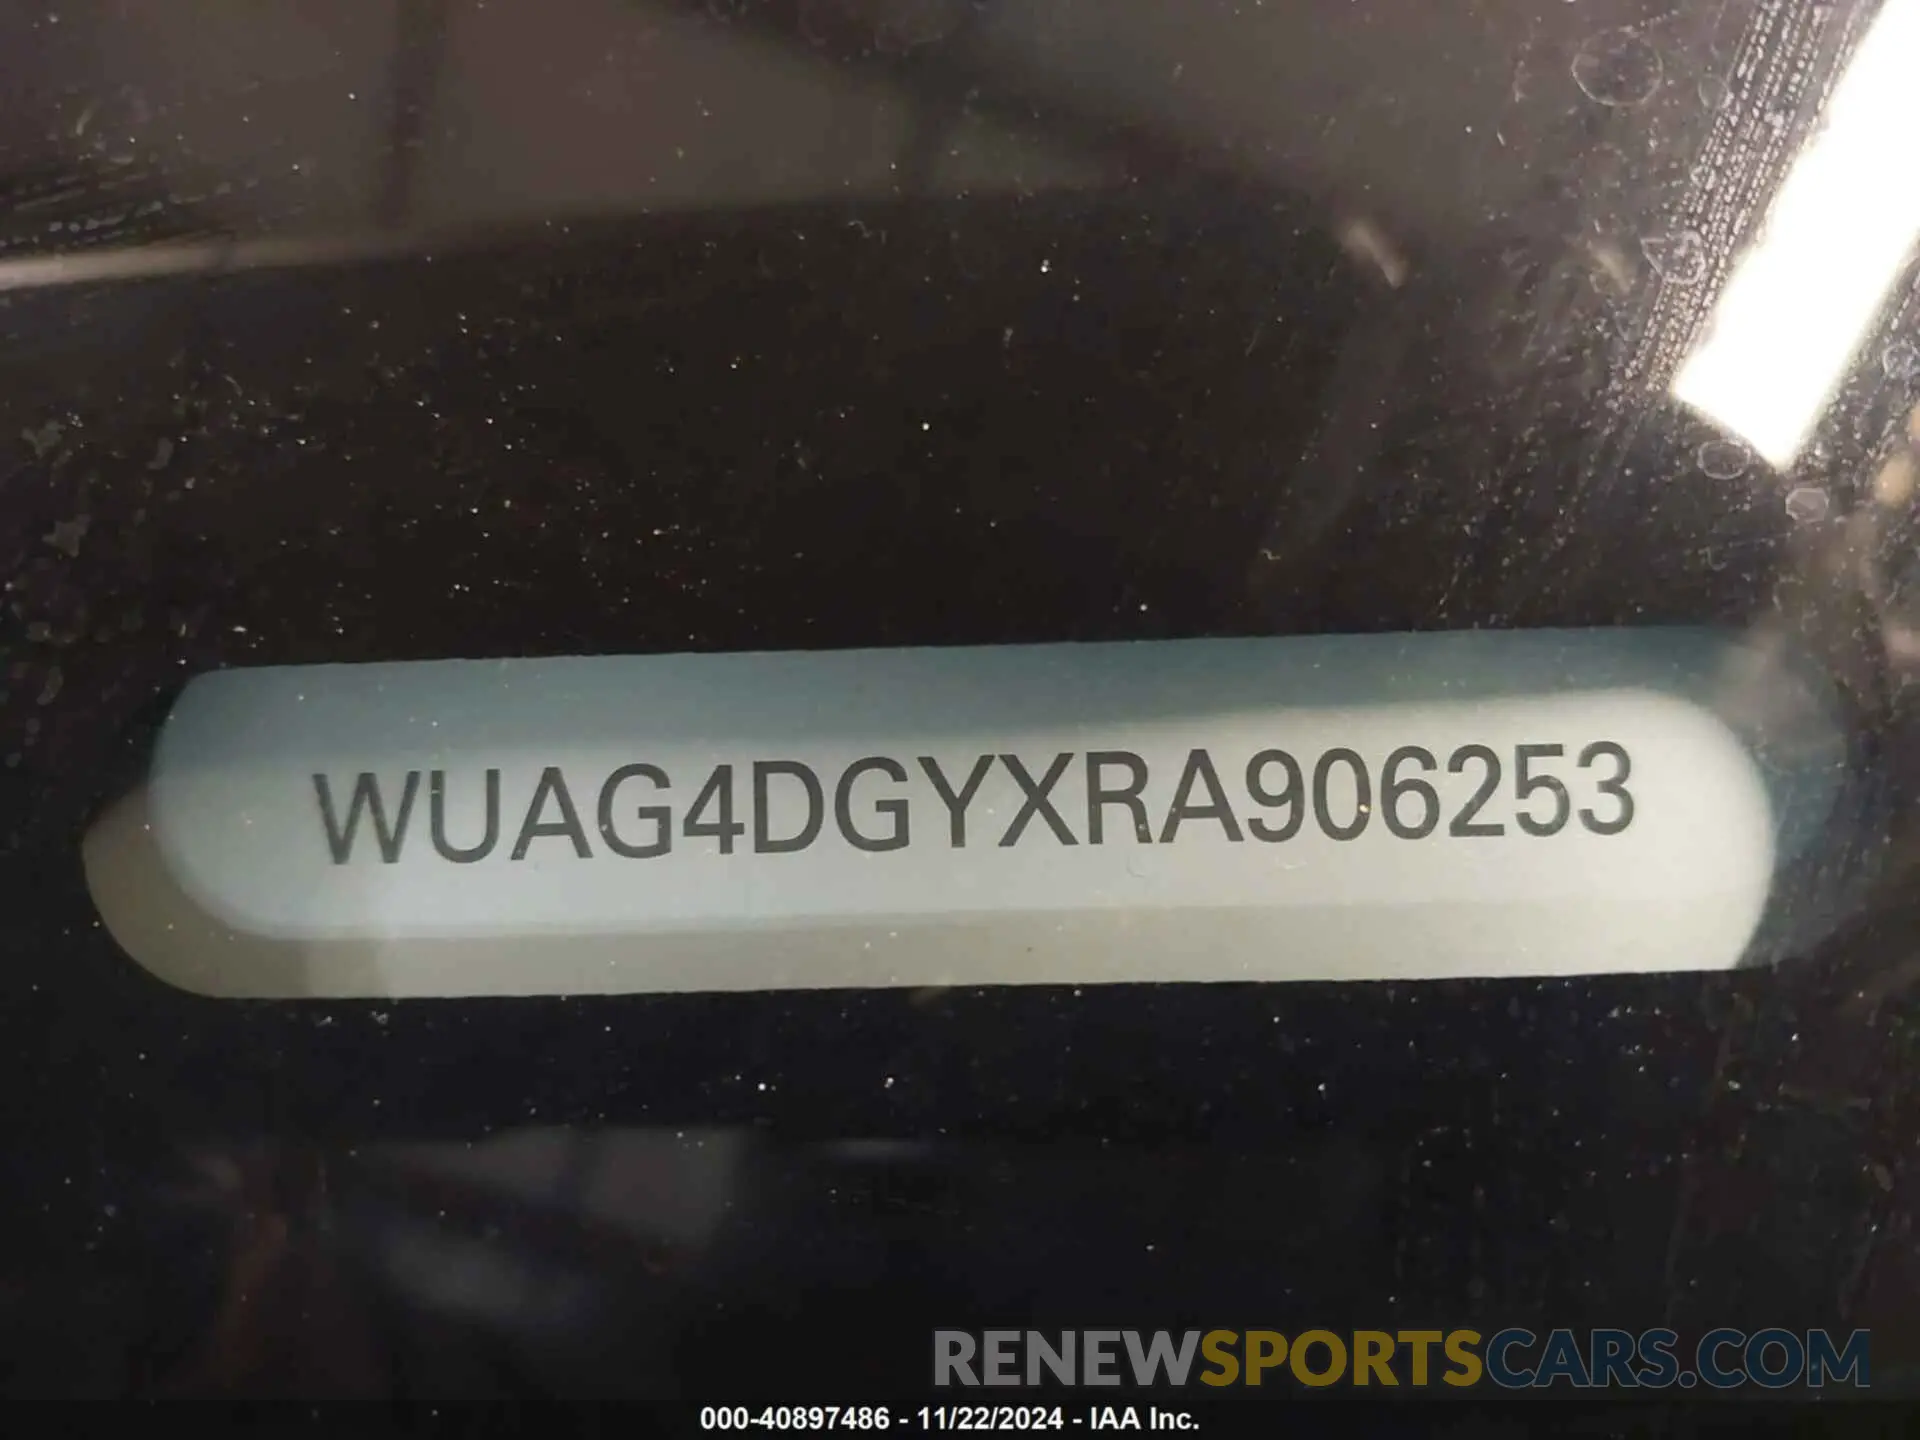 WUAG4DGYXRA906253
RENEWSPORTSCARS.COM
000-40897486 - 11/22/2024 - IAA Inc.